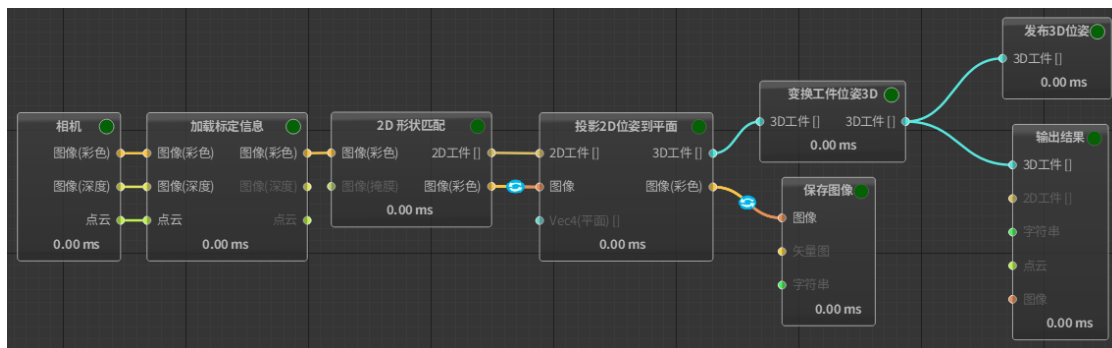 相机
图像(彩色)
图像(深度)
点云
0.00 ms
加载标定信息
图像(彩色) 图像(彩色)
图像(深度) 图像(深度)
点云 点云
0.00 ms
2D 形状匹配
图像(彩色) 2D工件 []
图像(掩膜) 图像(彩色)
0.00 ms
投影2D位姿到平面
2D工件 [] 3D工件 []
图像 图像(彩色)
Vec4(平面) []
0.00 ms
变换工件位姿3D
3D工件 [] 3D工件 []
0.00 ms
保存图像
图像
矢量图
字符串
0.00 ms
发布3D位姿
3D工件 []
0.00 ms
输出结果
3D工件 []
2D工件 []
字符串
点云
图像
0.00 ms